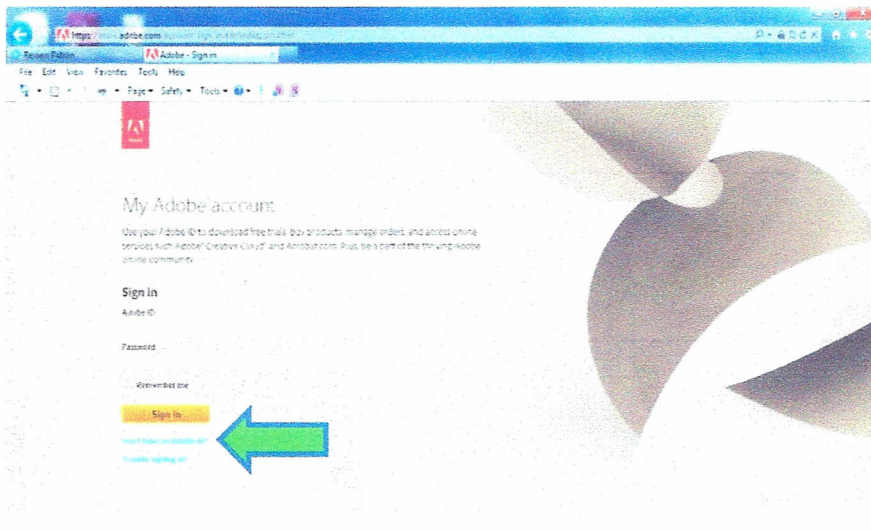 https://www.adobe.com
Adobe - Sign in
File Edit View Favorites Tools Help
Page Safety Tools
My Adobe account
Use your Adobe ID to download free trials, buy products, manage orders, and access online
services such Adobe® Creative Cloud® and Acrobat.com. Plus, be a part of the thriving Adobe
online community.
Sign in
Adobe ID
Password
Remember me
Sign in
Don't have an Adobe ID?
Trouble signing in?